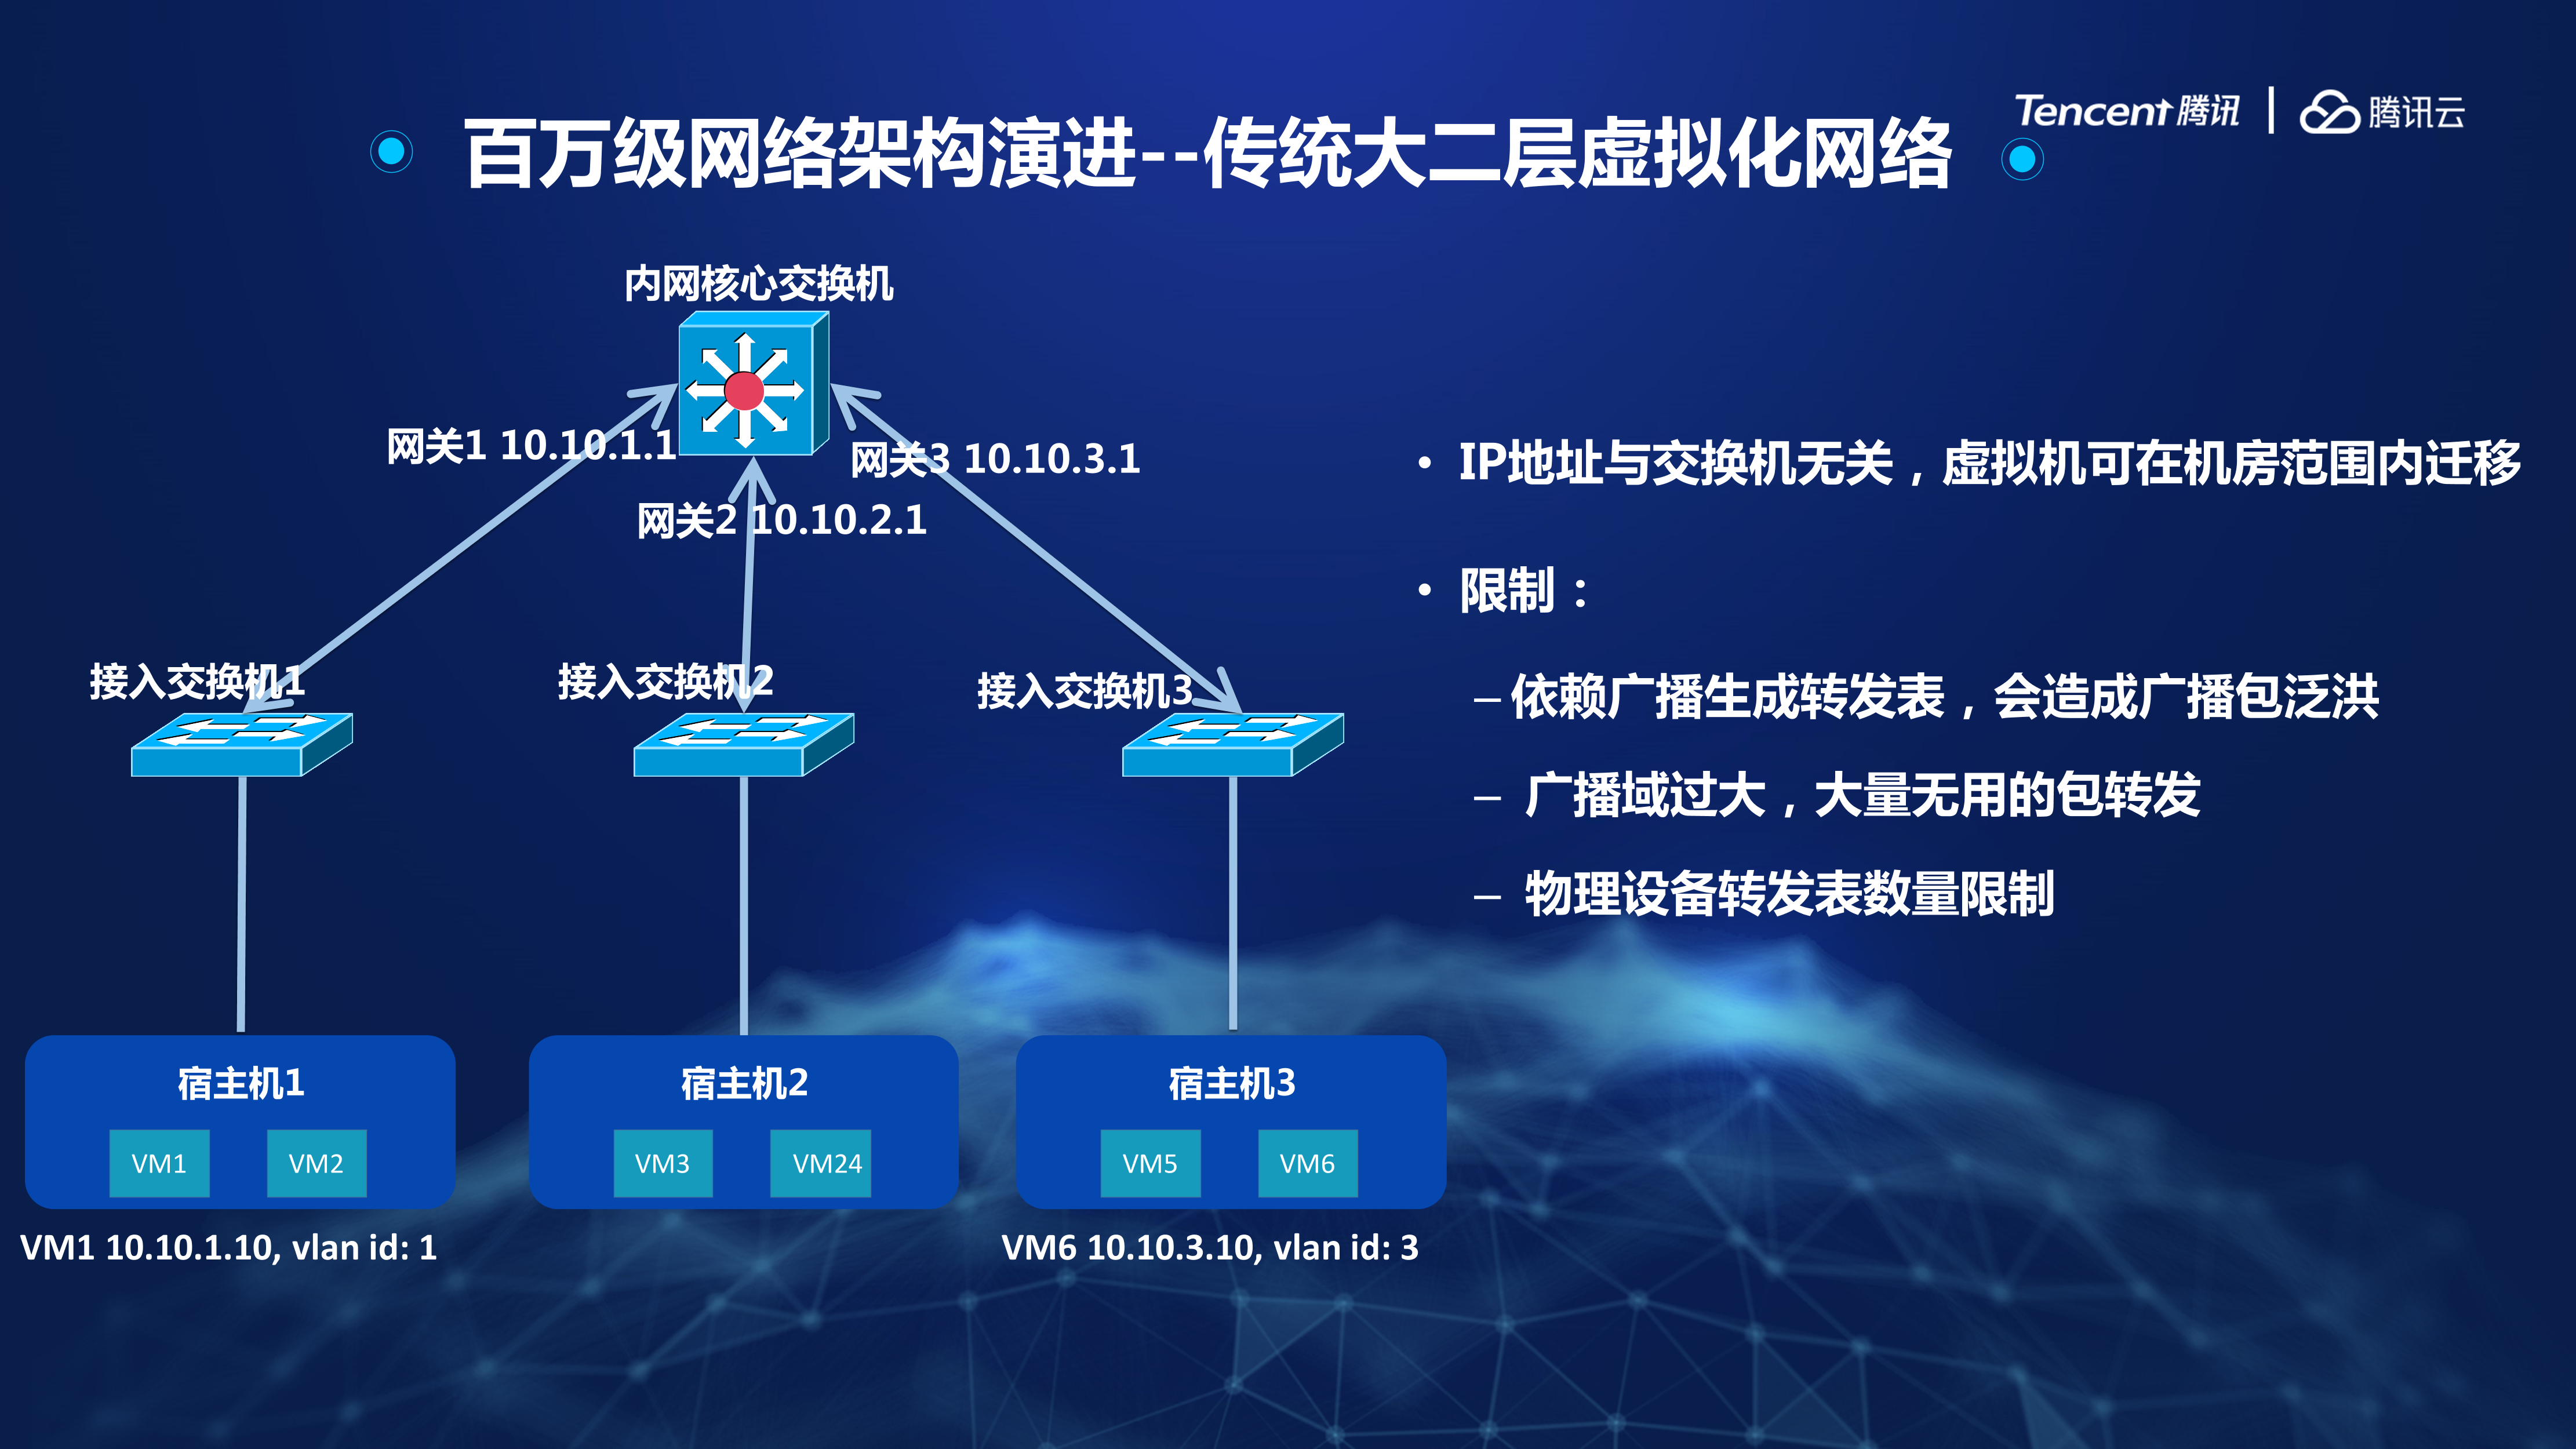 Tencent腾讯 | 腾讯云
百万级网络架构演进--传统大二层虚拟化网络
内网核心交换机
网关1 10.10.1.1
网关3 10.10.3.1
网关2 10.10.2.1
接入交换机1
接入交换机2
接入交换机3
宿主机1
VM1
VM2
宿主机2
VM3
VM24
宿主机3
VM5
VM6
VM1 10.10.1.10, vlan id: 1
VM6 10.10.3.10, vlan id: 3
• IP地址与交换机无关，虚拟机可在机房范围内迁移
• 限制：
– 依赖广播生成转发表，会造成广播包泛洪
– 广播域过大，大量无用的包转发
– 物理设备转发表数量限制